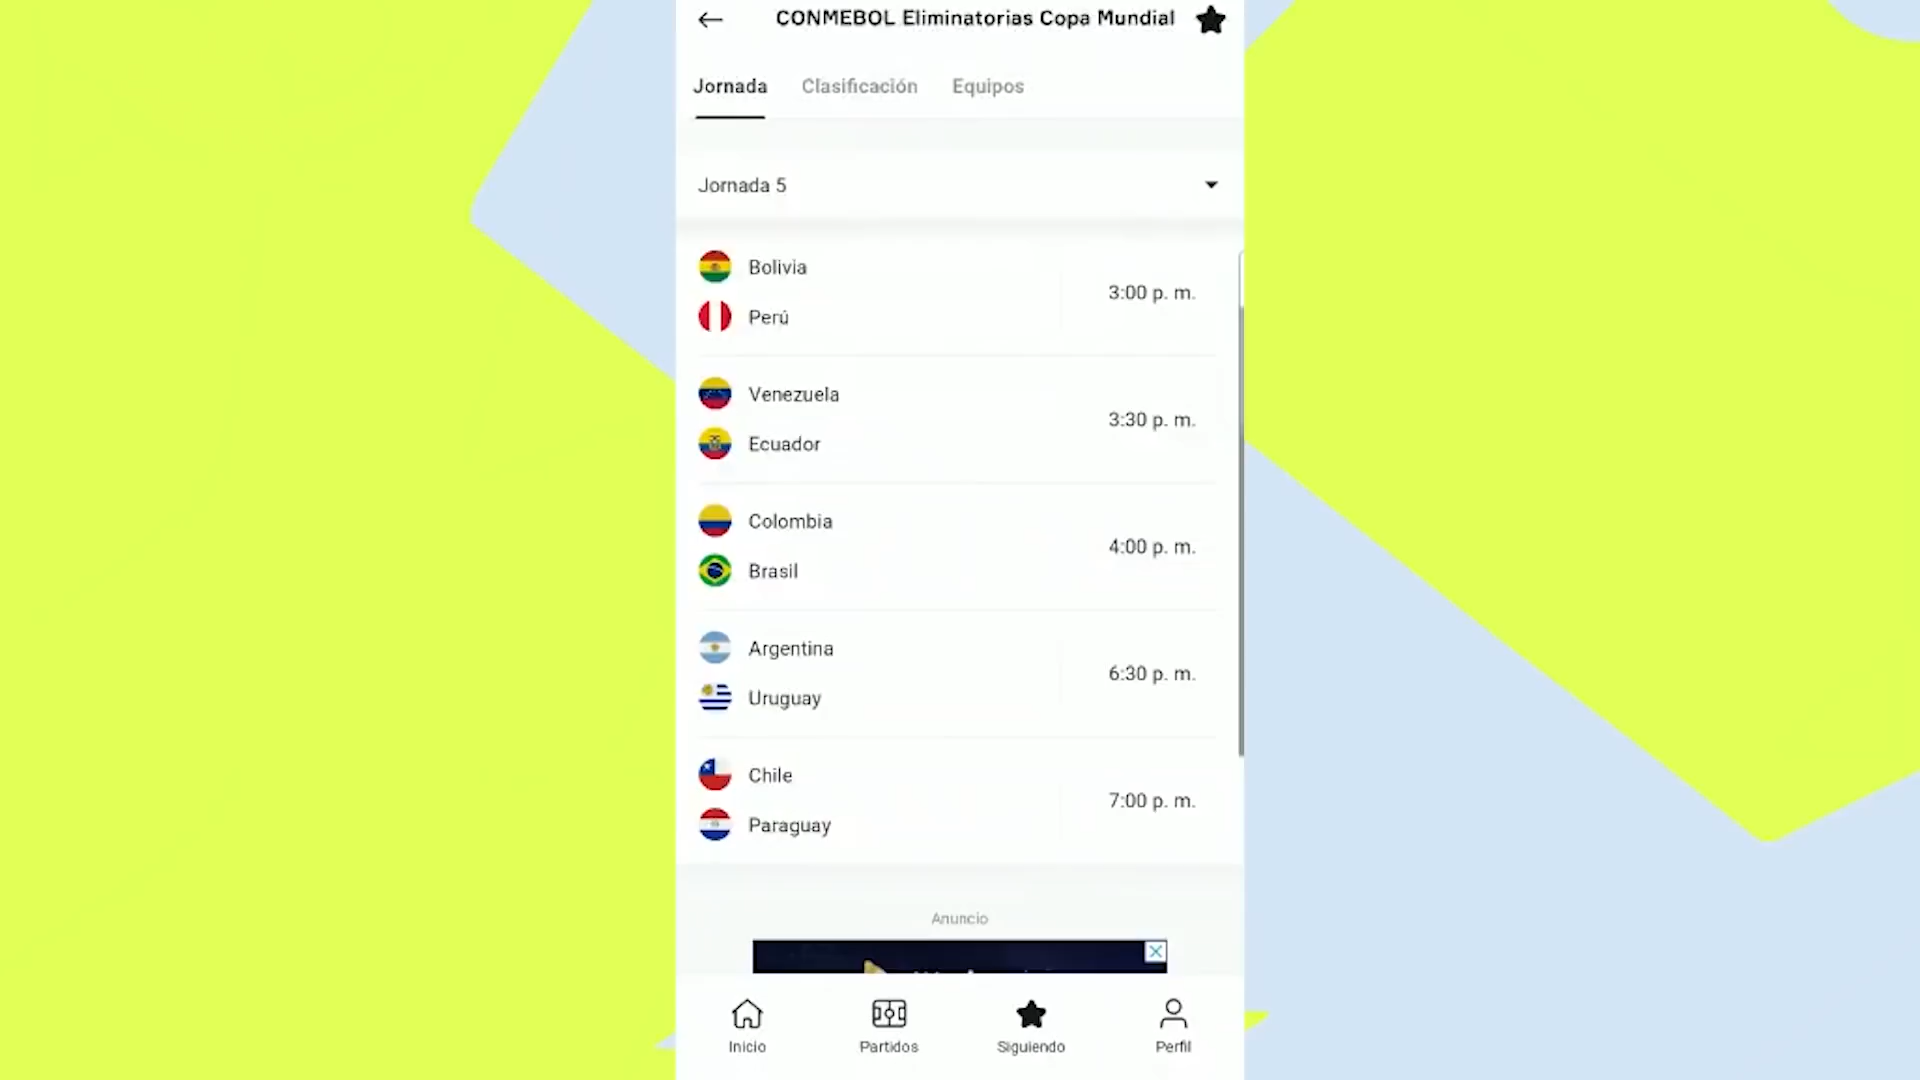 CONMEBOL Eliminatorias Copa Mundial
Jornada Clasificación Equipos
Jornada 5
Bolivia
3:00 p. m.
Perú
Venezuela
3:30 p. m.
Ecuador
Colombia
4:00 p. m.
Brasil
Argentina
6:30 p. m.
Uruguay
Chile
7:00 p. m.
Paraguay
Anuncio
Inicio Partidos Siguiendo Perfil